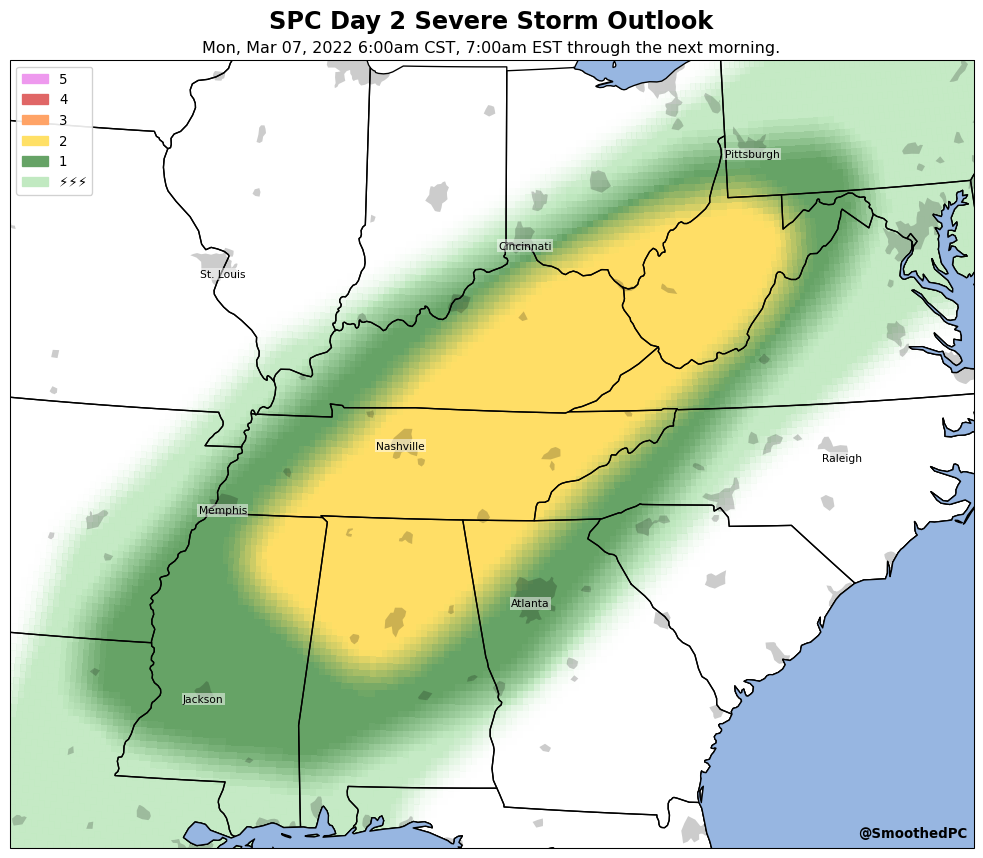 SPC Day 2 Severe Storm Outlook
Mon, Mar 07, 2022 6:00am CST, 7:00am EST through the next morning.
5
4
3
2
1
⚡⚡⚡
Pittsburgh
Cincinnati
St. Louis
Nashville
Raleigh
Memphis
Atlanta
Jackson
@SmoothedPC